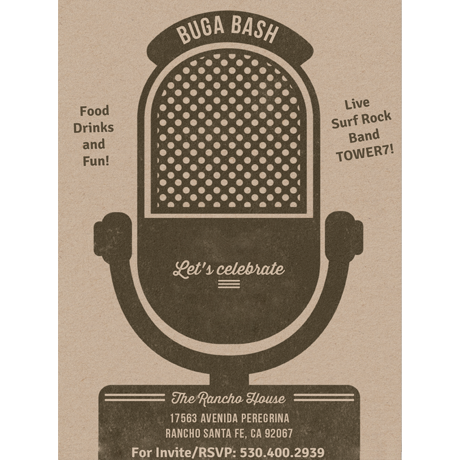 BUGA BASH
Food
Drinks
and
Fun!
Live
Surf Rock
Band
TOWER7!
Let's celebrate
The Rancho House
17563 AVENIDA PEREGRINA
RANCHO SANTA FE, CA 92067
For Invite/RSVP: 530.400.2939